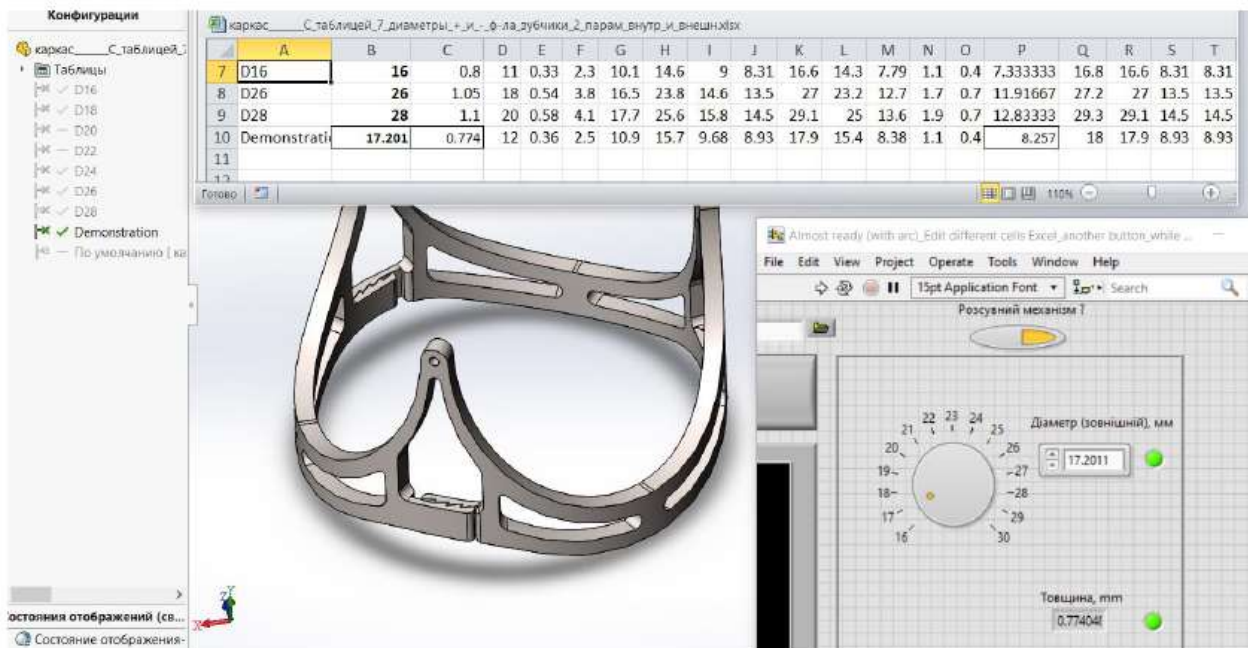 Конфигурации
каркас_____С_таблицей_7_диаметры_+_и_-_ф-ла_зубчики_2_парам_внутр_и_внешн.xlsx
каркас_____С_таблицей_
Таблицы
D16
D18
D20
D22
D24
D26
D28
Demonstration
По умолчанию [ ка
A B C D E F G H I J K L M N O P Q R S T
7 D16 16 0.8 11 0.33 2.3 10.1 14.6 9 8.31 16.6 14.3 7.79 1.1 0.4 7.333333 16.8 16.6 8.31 8.31
8 D26 26 1.05 18 0.54 3.8 16.5 23.8 14.6 13.5 27 23.2 12.7 1.7 0.7 11.91667 27.2 27 13.5 13.5
9 D28 28 1.1 20 0.58 4.1 17.7 25.6 15.8 14.5 29.1 25 13.6 1.9 0.7 12.83333 29.3 29.1 14.5 14.5
10 Demonstrati 17.201 0.774 12 0.36 2.5 10.9 15.7 9.68 8.93 17.9 15.4 8.38 1.1 0.4 8.257 18 17.9 8.93 8.93
11
12
Готово 110%
Almost ready (with arc)_Edit different cells Excel_another button_while ...
File Edit View Project Operate Tools Window Help
15pt Application Font Search
Розсувний механізм ?
16 17 18 19 20 21 22 23 24 25 26 27 28 29 30
Діаметр (зовнішній), мм
17.2011
Товщина, mm
0.77404
остояния отображений (св...
Состояние отображения-